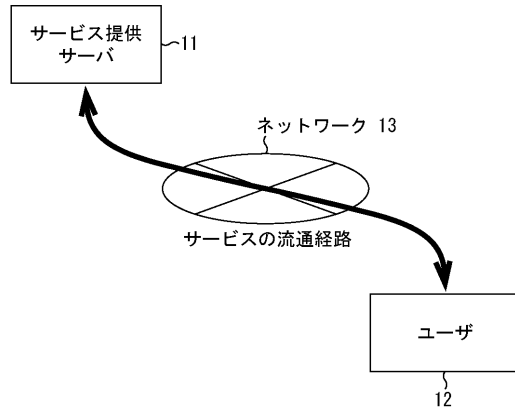 サービス提供
サーバ
11
ネットワーク 13
サービスの流通経路
ユーザ
12